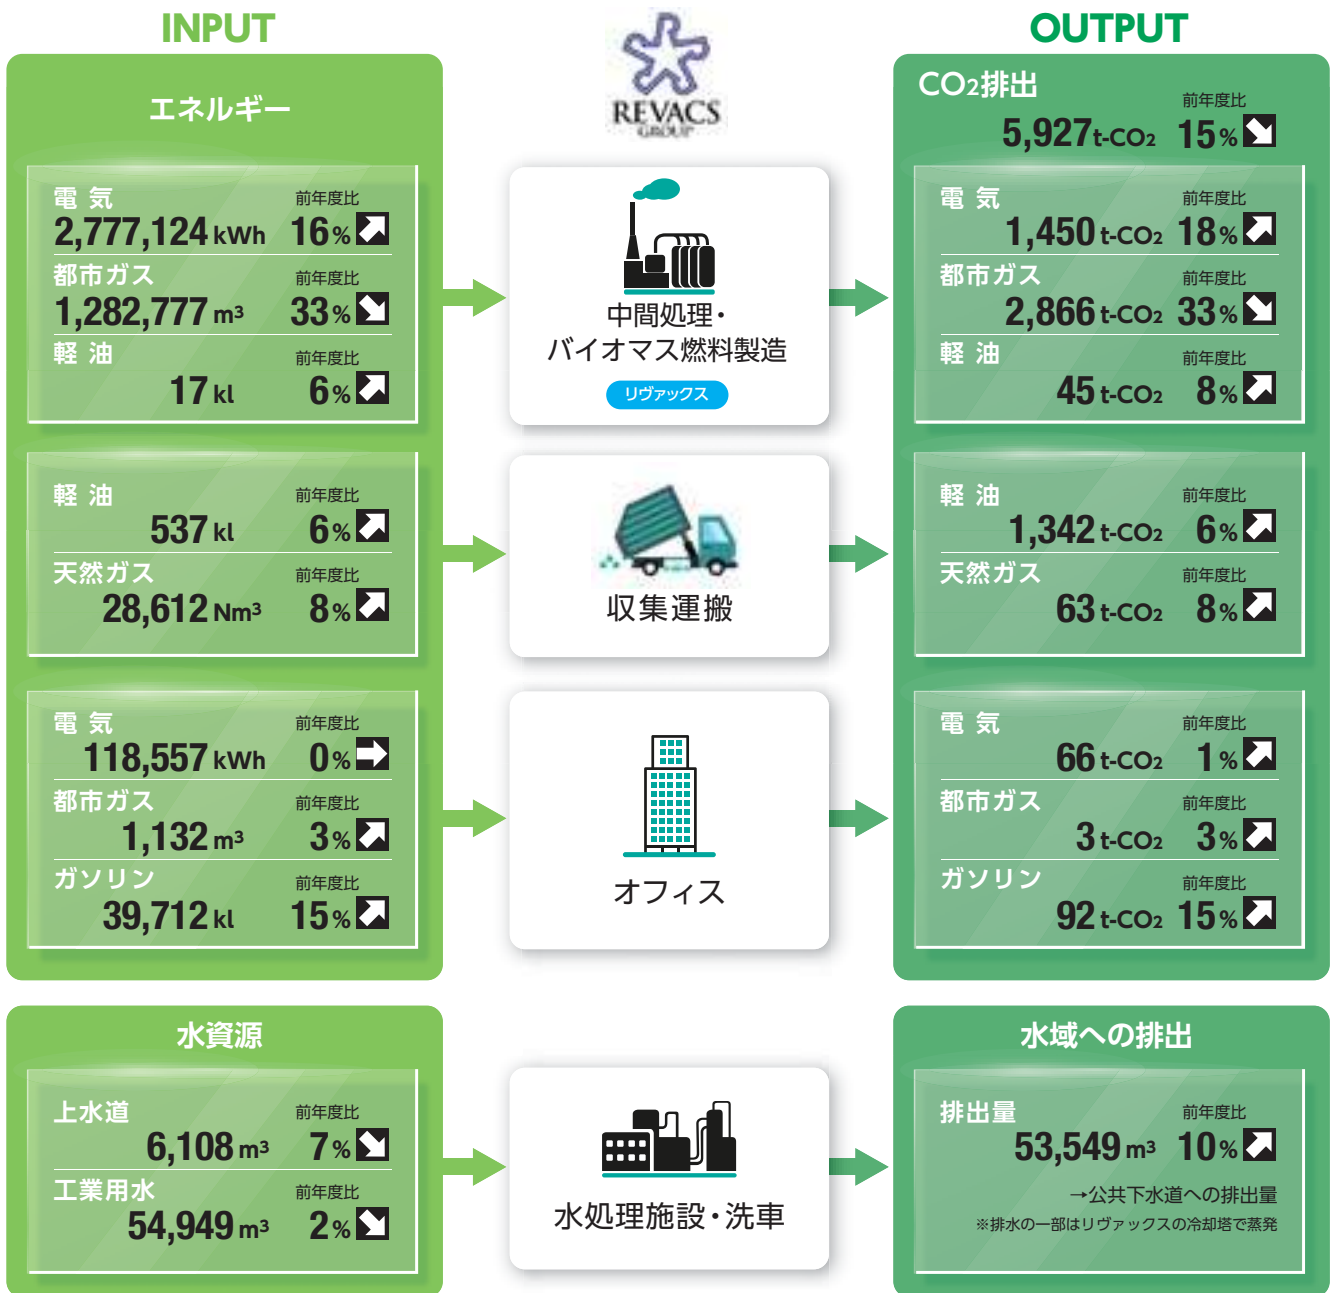 INPUT
エネルギー
電気 前年度比
2,777,124 kWh 16%
都市ガス 前年度比
1,282,777 m³ 33%
軽油 前年度比
17 kl 6%
軽油 前年度比
537 kl 6%
天然ガス 前年度比
28,612 Nm³ 8%
電気 前年度比
118,557 kWh 0%
都市ガス 前年度比
1,132 m³ 3%
ガソリン 前年度比
39,712 kl 15%
水資源
上水道 前年度比
6,108 m³ 7%
工業用水 前年度比
54,949 m³ 2%
REVACS
GROUP
中間処理・
バイオマス燃料製造
リヴァックス
収集運搬
オフィス
水処理施設・洗車
OUTPUT
CO₂排出 前年度比
5,927 t-CO₂ 15%
電気 前年度比
1,450 t-CO₂ 18%
都市ガス 前年度比
2,866 t-CO₂ 33%
軽油 前年度比
45 t-CO₂ 8%
軽油 前年度比
1,342 t-CO₂ 6%
天然ガス 前年度比
63 t-CO₂ 8%
電気 前年度比
66 t-CO₂ 1%
都市ガス 前年度比
3 t-CO₂ 3%
ガソリン 前年度比
92 t-CO₂ 15%
水域への排出
排出量 前年度比
53,549 m³ 10%
→公共下水道への排出量
※排水の一部はリヴァックスの冷却塔で蒸発